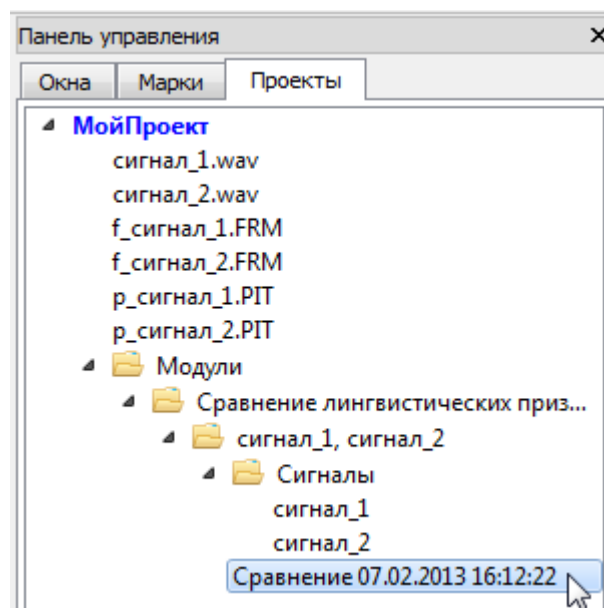 Панель управления
Окна Марки Проекты
МойПроект
сигнал_1.wav
сигнал_2.wav
f_сигнал_1.FRM
f_сигнал_2.FRM
p_сигнал_1.PIT
p_сигнал_2.PIT
Модули
Сравнение лингвистических приз...
сигнал_1, сигнал_2
Сигналы
сигнал_1
сигнал_2
Сравнение 07.02.2013 16:12:22